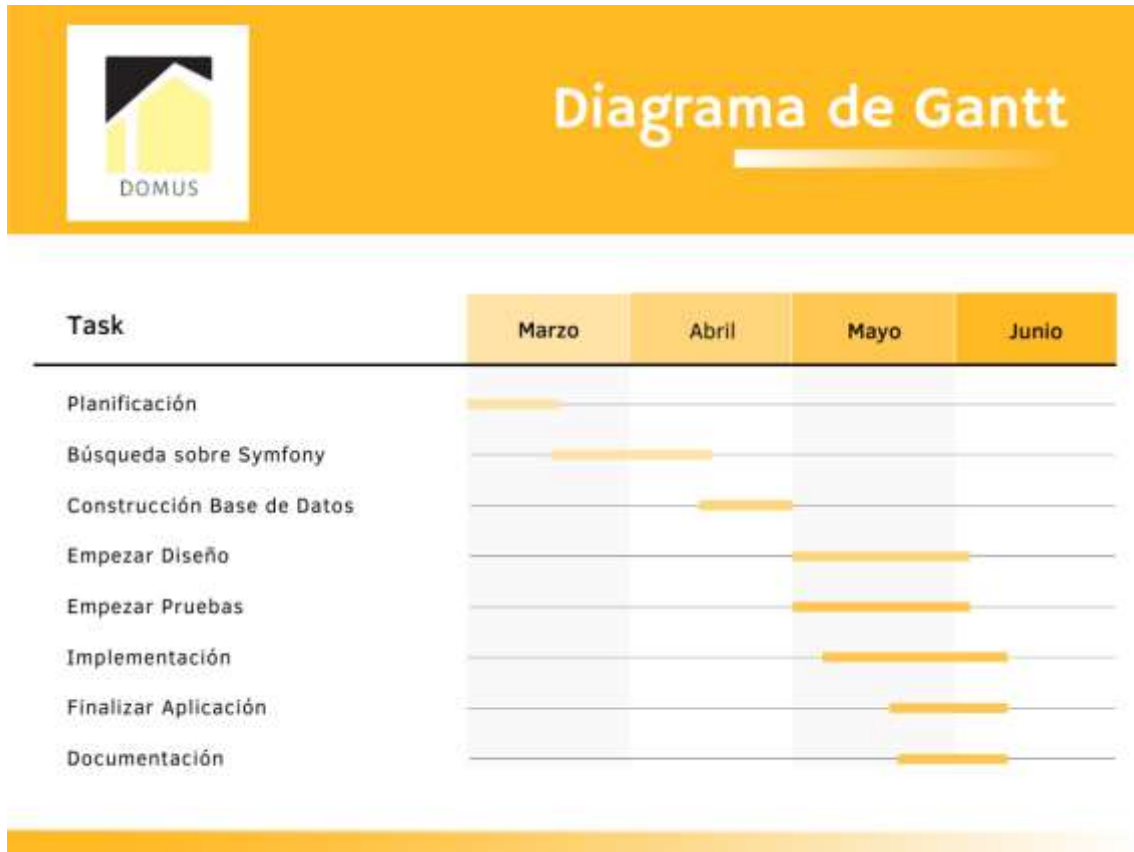 DOMUS
Diagrama de Gantt
Task Marzo Abril Mayo Junio
Planificación
Búsqueda sobre Symfony
Construcción Base de Datos
Empezar Diseño
Empezar Pruebas
Implementación
Finalizar Aplicación
Documentación